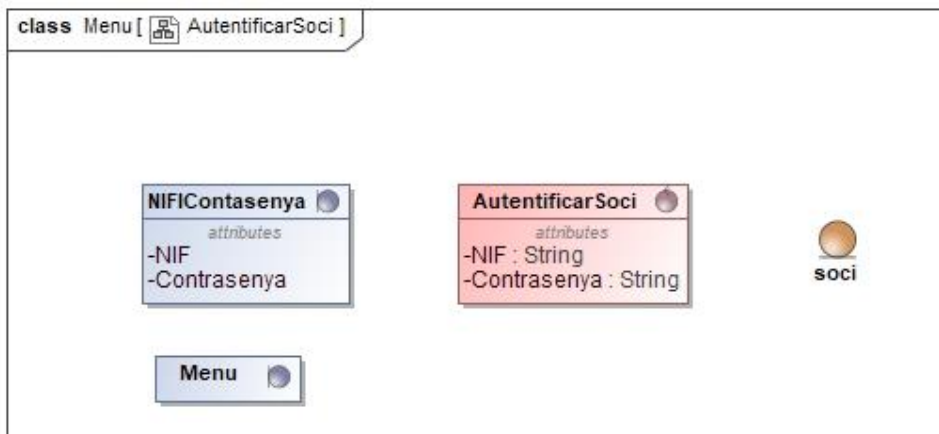 class Menu [ AutentificarSoci ]
NIFIContasenya
attributes
-NIF
-Contrasenya
AutentificarSoci
attributes
-NIF : String
-Contrasenya : String
soci
Menu